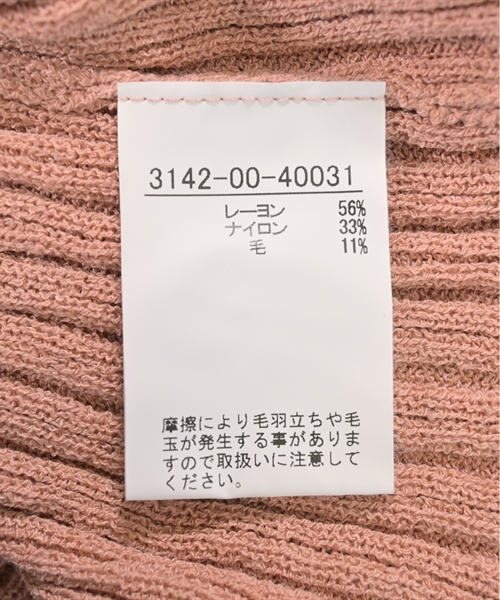 3142-00-40031
レーヨン 56%
ナイロン 33%
毛 11%
摩擦により毛羽立ちや毛
玉が発生する事がありま
すので取扱いに注意して
ください。